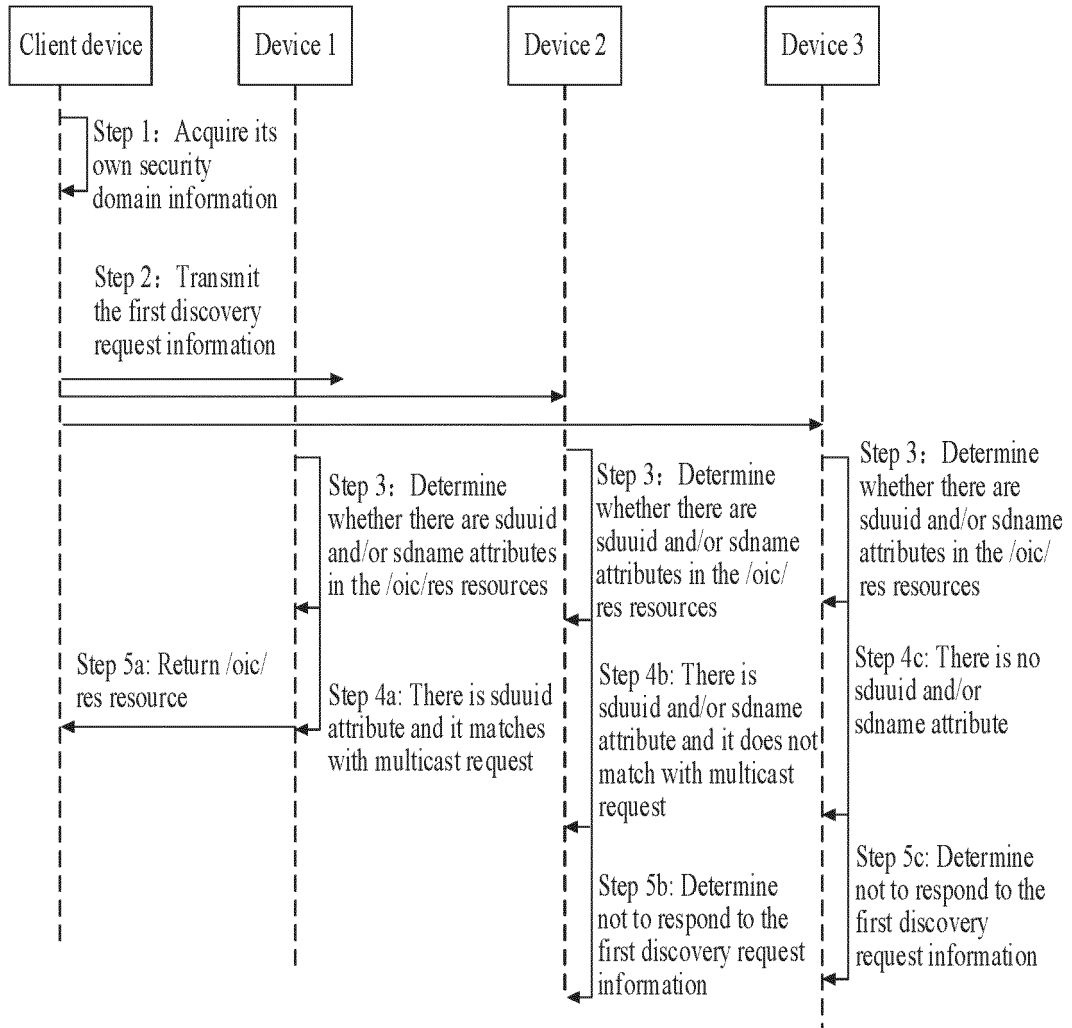 Client device
Device 1
Device 2
Device 3
Step 1：Acquire its
own security
domain information
Step 2：Transmit
the first discovery
request information
Step 3：Determine
whether there are sduuid
and/or sdname attributes
in the /oic/res resources
Step 3：Determine
whether there are
sduuid and/or sdname
attributes in the /oic/
res resources
Step 3：Determine
whether there are
sduuid and/or sdname
attributes in the /oic/
res resources
Step 5a: Return /oic/
res resource
Step 4a: There is sduuid
attribute and it matches
with multicast request
Step 4b: There is
sduuid and/or sdname
attribute and it does not
match with multicast
request
Step 4c: There is no
sduuid and/or
sdname attribute
Step 5b: Determine
not to respond to the
first discovery request
information
Step 5c: Determine
not to respond to the
first discovery
request information